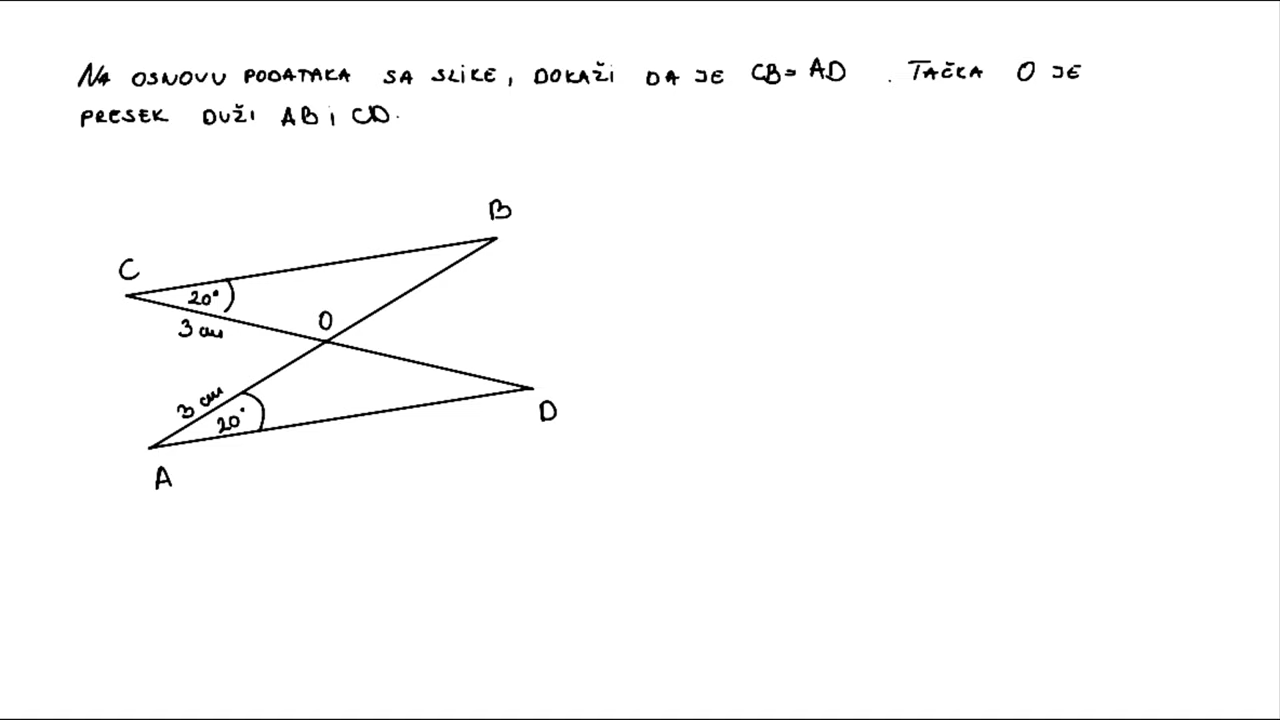 NA OSNOVU PODATAKA SA SLIKE, DOKAŽI DA JE CB=AD . TAČKA O JE
PRESEK DUŽI AB i CD.
B
C
20°
3 cm
O
3 cm
20°
D
A